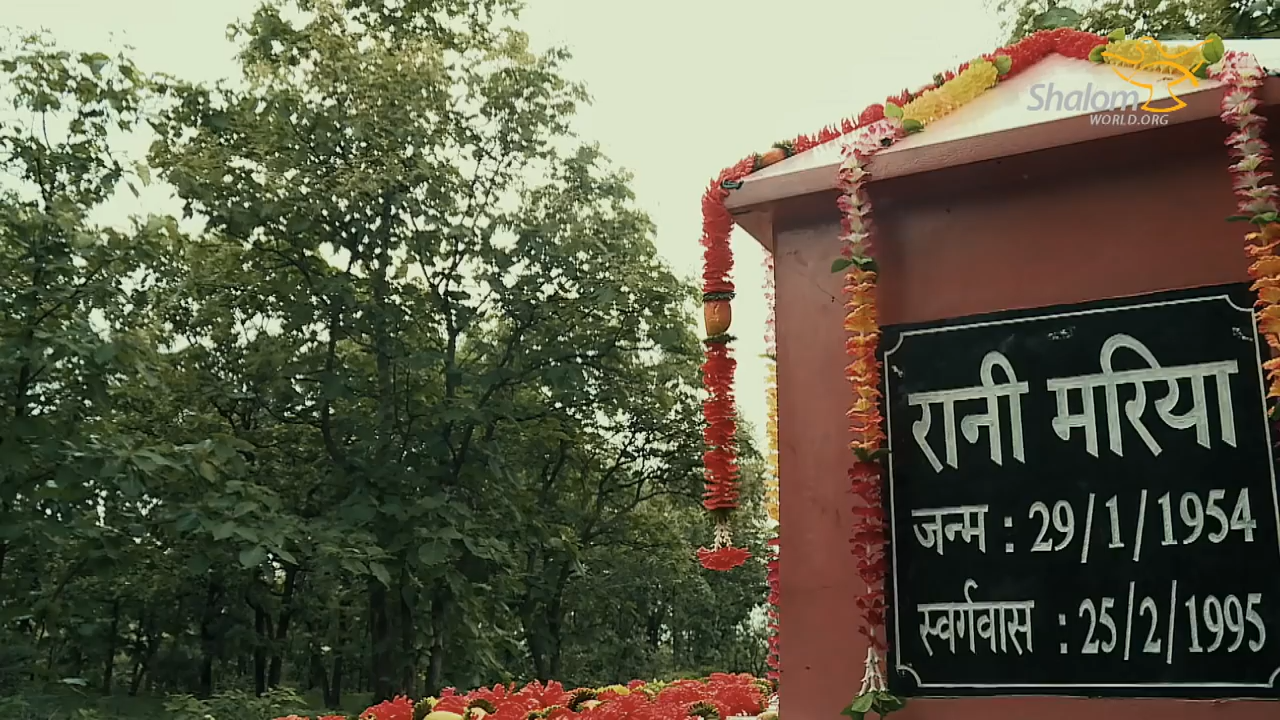 Shalom
WORLD.ORG
रानी मरिया
जन्म : 29/1/1954
स्वर्गवास : 25/2/1995